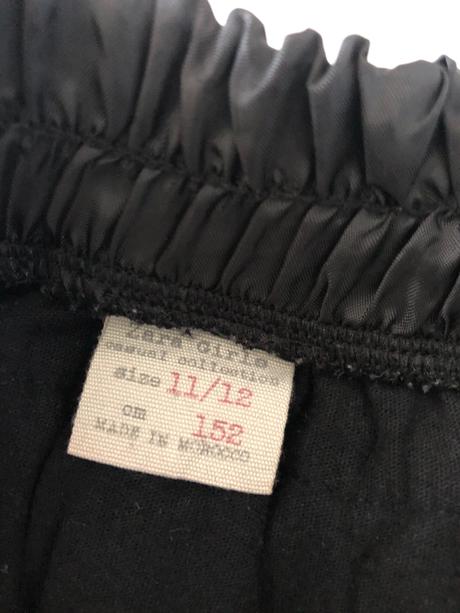 Zara Girls
casual collection
size 11/12
cm 152
MADE IN MOROCCO